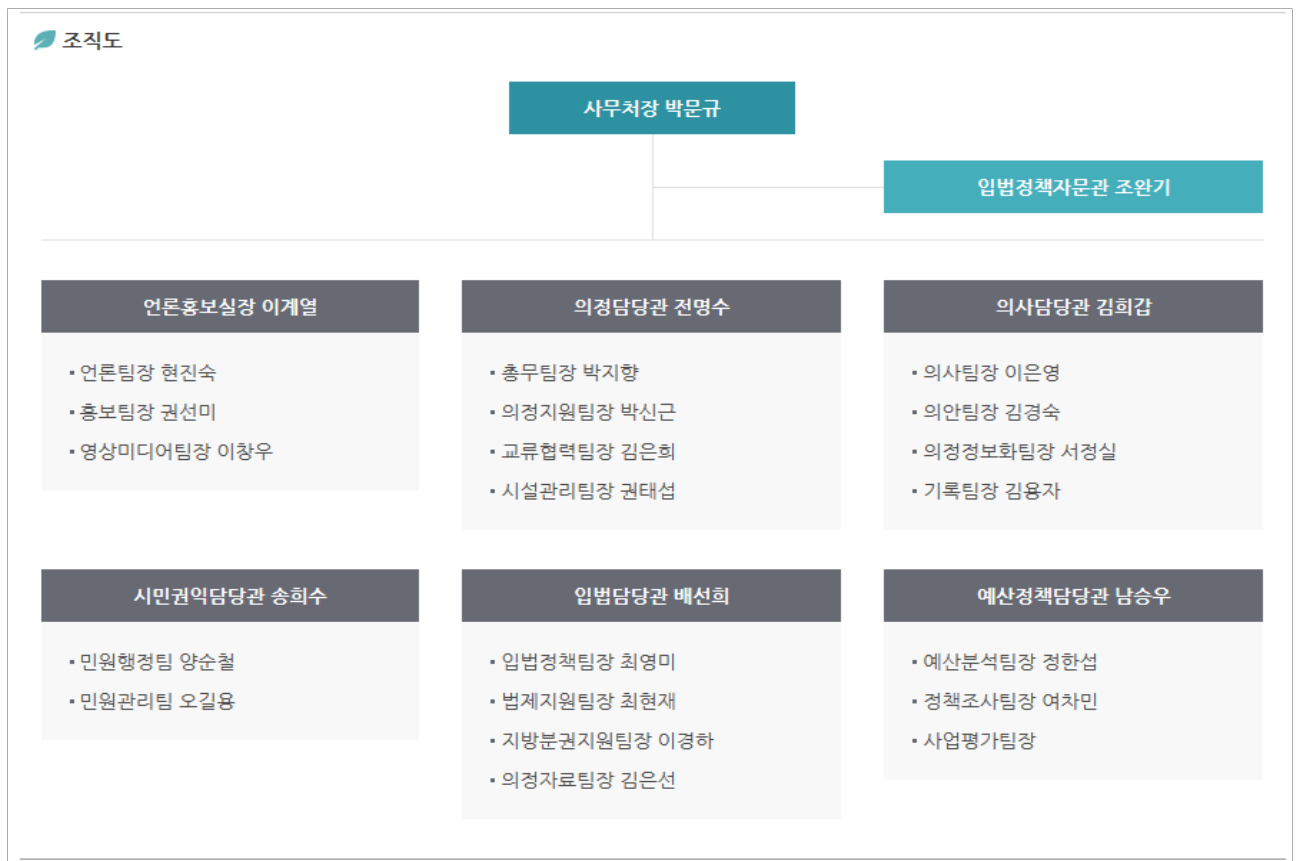 조직도
사무처장 박문규
입법정책자문관 조완기
언론홍보실장 이계열
▪ 언론팀장 현진숙
▪ 홍보팀장 권선미
▪ 영상미디어팀장 이창우
의정담당관 전명수
▪ 총무팀장 박지향
▪ 의정지원팀장 박신근
▪ 교류협력팀장 김은희
▪ 시설관리팀장 권태섭
의사담당관 김희갑
▪ 의사팀장 이은영
▪ 의안팀장 김경숙
▪ 의정정보화팀장 서정실
▪ 기록팀장 김용자
시민권익담당관 송희수
▪ 민원행정팀 양순철
▪ 민원관리팀 오길용
입법담당관 배선희
▪ 입법정책팀장 최영미
▪ 법제지원팀장 최현재
▪ 지방분권지원팀장 이경하
▪ 의정자료팀장 김은선
예산정책담당관 남승우
▪ 예산분석팀장 정한섭
▪ 정책조사팀장 여차민
▪ 사업평가팀장